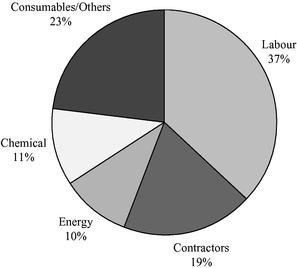 Consumables/Others
23%
Labour
37%
Chemical
11%
Energy
10%
Contractors
19%